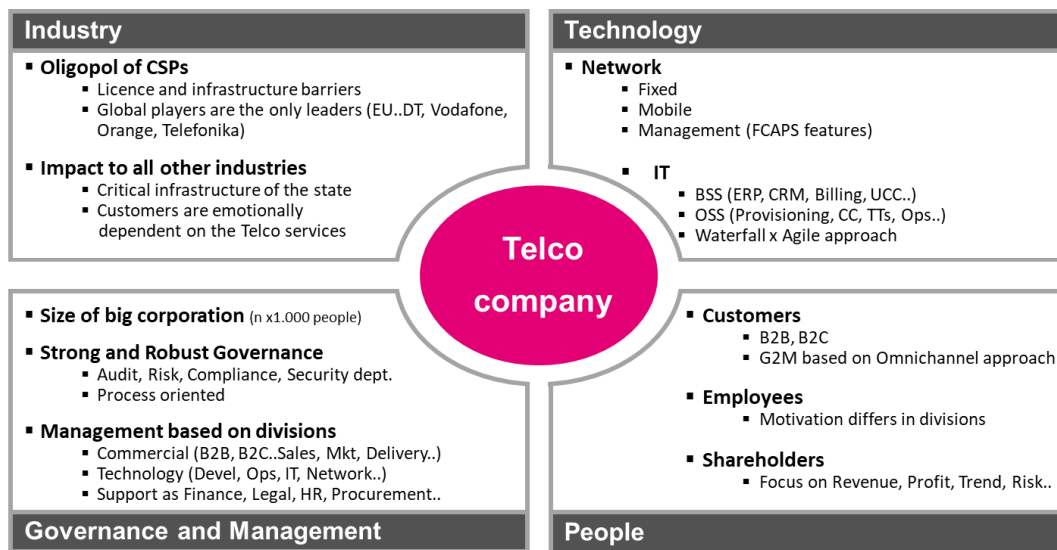 Industry
▪ Oligopol of CSPs
▪ Licence and infrastructure barriers
▪ Global players are the only leaders (EU..DT, Vodafone,
Orange, Telefonika)
▪ Impact to all other industries
▪ Critical infrastructure of the state
▪ Customers are emotionally
dependent on the Telco services
Technology
▪ Network
▪ Fixed
▪ Mobile
▪ Management (FCAPS features)
▪ IT
▪ BSS (ERP, CRM, Billing, UCC..)
▪ OSS (Provisioning, CC, TTs, Ops..)
▪ Waterfall x Agile approach
Telco
company
▪ Size of big corporation (n x1.000 people)
▪ Strong and Robust Governance
▪ Audit, Risk, Compliance, Security dept.
▪ Process oriented
▪ Management based on divisions
▪ Commercial (B2B, B2C..Sales, Mkt, Delivery..)
▪ Technology (Devel, Ops, IT, Network..)
▪ Support as Finance, Legal, HR, Procurement..
Governance and Management
▪ Customers
▪ B2B, B2C
▪ G2M based on Omnichannel approach
▪ Employees
▪ Motivation differs in divisions
▪ Shareholders
▪ Focus on Revenue, Profit, Trend, Risk..
People